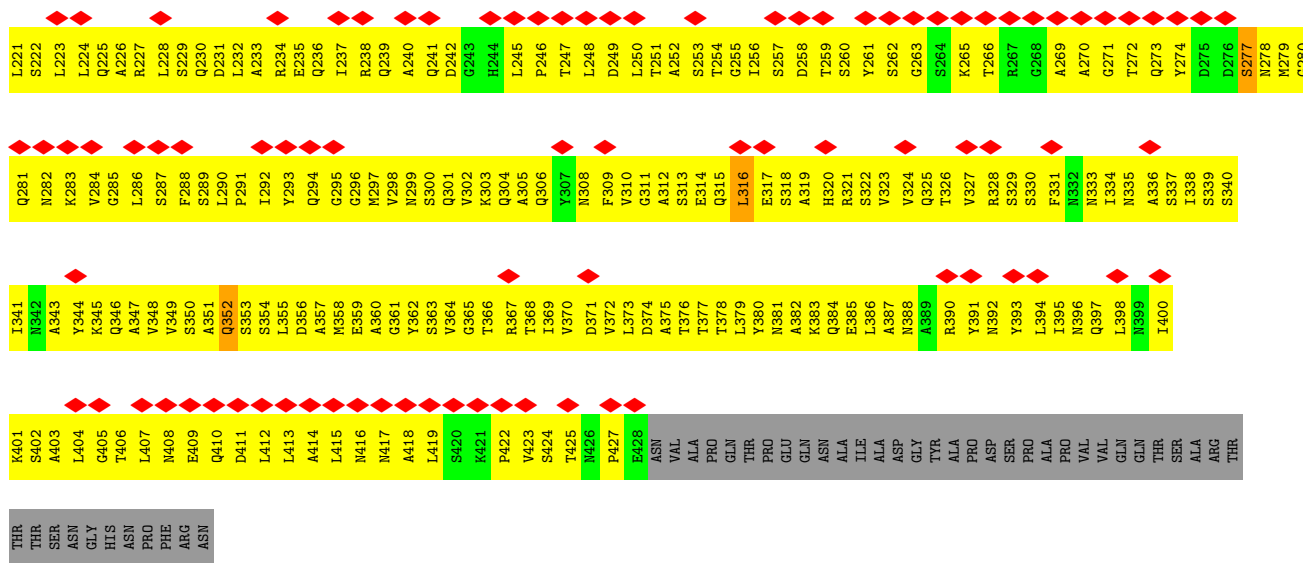 L221 S222 L223 L224 Q225 A226 R227 L228 S229 Q230 D231 L232 A233 R234 E235 Q236 I237 R238 Q239 A240 Q241 D242 G243 H244 L245 P246 T247 L248 D249 L250 T251 A252 S253 T254 G255 I256 S257 D258 T259 S260 Y261 S262 G263 S264 K265 T266 R267 G268 A269 A270 G271 T272 Q273 Y274 D275 D276 S277 N278 M279 G280
Q281 N282 K283 V284 G285 L286 S287 F288 S289 L290 P291 I292 Y293 Q294 G295 G296 M297 V298 N299 S300 Q301 V302 K303 Q304 A305 Q306 Y307 N308 F309 V310 G311 A312 S313 E314 Q315 L316 E317 S318 A319 H320 R321 S322 V323 V324 Q325 T326 V327 R328 S329 S330 F331 N332 N333 I334 N335 A336 S337 I338 S339 S340
I341 N342 A343 Y344 K345 Q346 A347 V348 V349 S350 A351 Q352 S353 S354 L355 D356 A357 M358 E359 A360 G361 Y362 S363 V364 G365 T366 R367 T368 I369 V370 D371 V372 L373 D374 A375 T376 T377 T378 L379 Y380 N381 A382 K383 Q384 E385 L386 A387 N388 A389 R390 Y391 N392 Y393 L394 I395 N396 Q397 L398 N399 I400
K401 S402 A403 L404 G405 T406 L407 N408 E409 Q410 D411 L412 L413 A414 L415 N416 N417 A418 L419 S420 K421 P422 V423 S424 T425 N426 P427 E428 ASN VAL ALA PRO GLN THR PRO GLU GLN ASN ALA ILE ALA ASP GLY TYR ALA PRO ASP SER PRO ALA PRO VAL VAL GLN GLN THR SER ALA ARG THR
THR THR SER ASN GLY HIS ASN PRO PHE ARG ASN